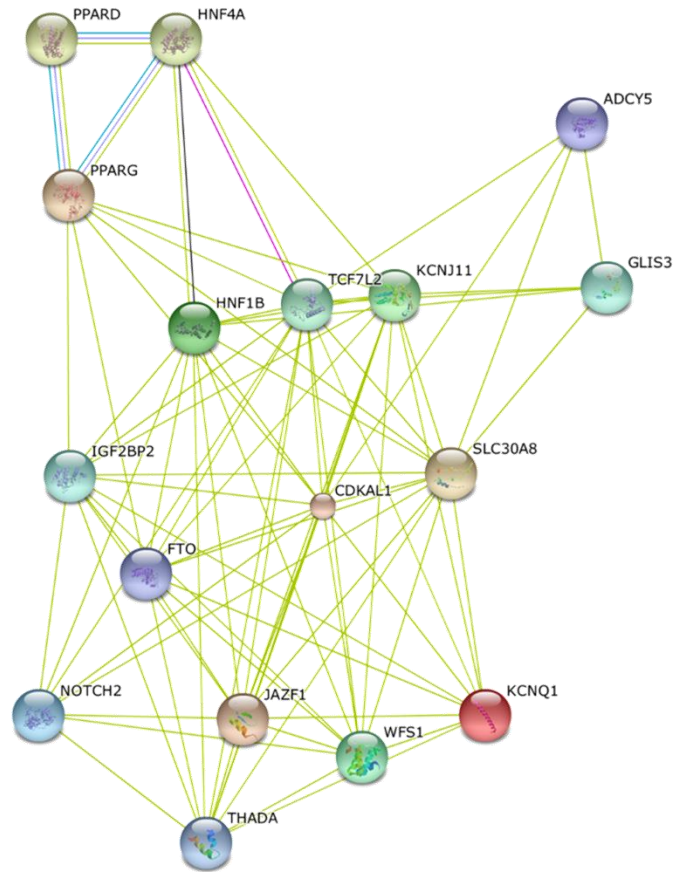 PPARD
HNF4A
ADCY5
PPARG
GLIS3
TCF7L2
KCNJ11
HNF1B
IGF2BP2
SLC30A8
CDKAL1
FTO
NOTCH2
JAZF1
KCNQ1
WFS1
THADA